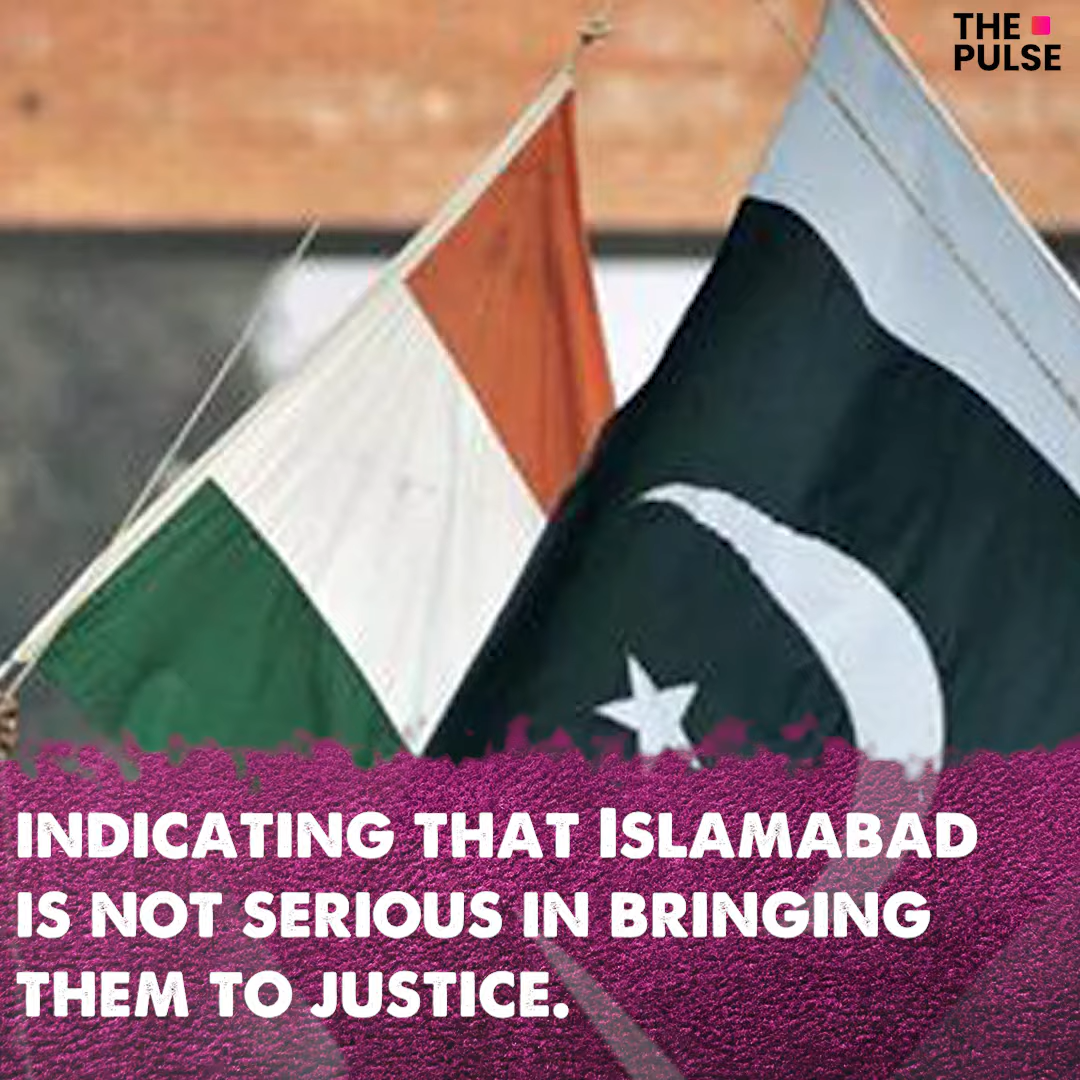 THE
PULSE
INDICATING THAT ISLAMABAD
IS NOT SERIOUS IN BRINGING
THEM TO JUSTICE.